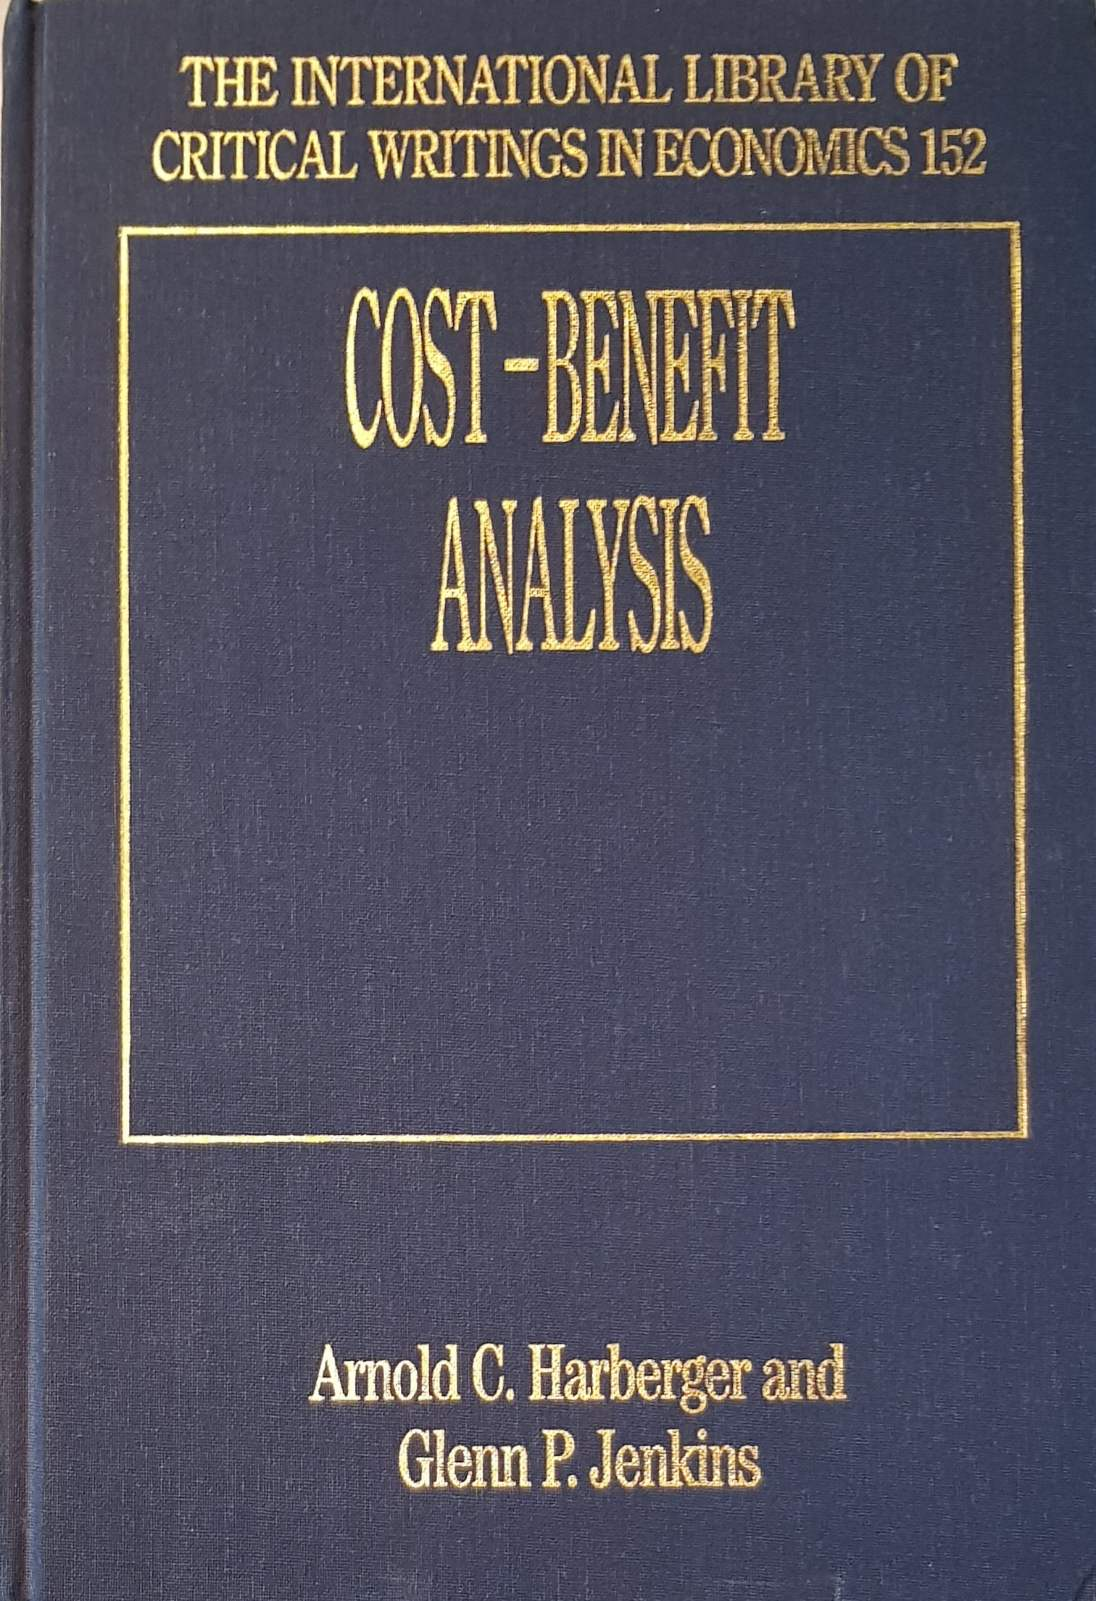 THE INTERNATIONAL LIBRARY OF
CRITICAL WRITINGS IN ECONOMICS 152
COST–BENEFIT
ANALYSIS
Arnold C. Harberger and
Glenn P. Jenkins